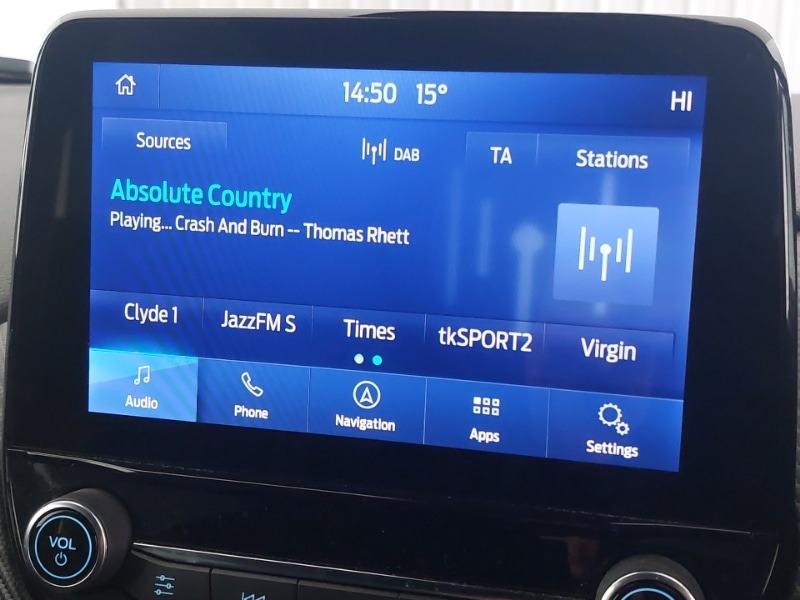 14:50 15° HI
Sources DAB TA Stations
Absolute Country
Playing... Crash And Burn -- Thomas Rhett
Clyde 1 JazzFM S Times tkSPORT2 Virgin
Audio Phone Navigation Apps Settings
VOL